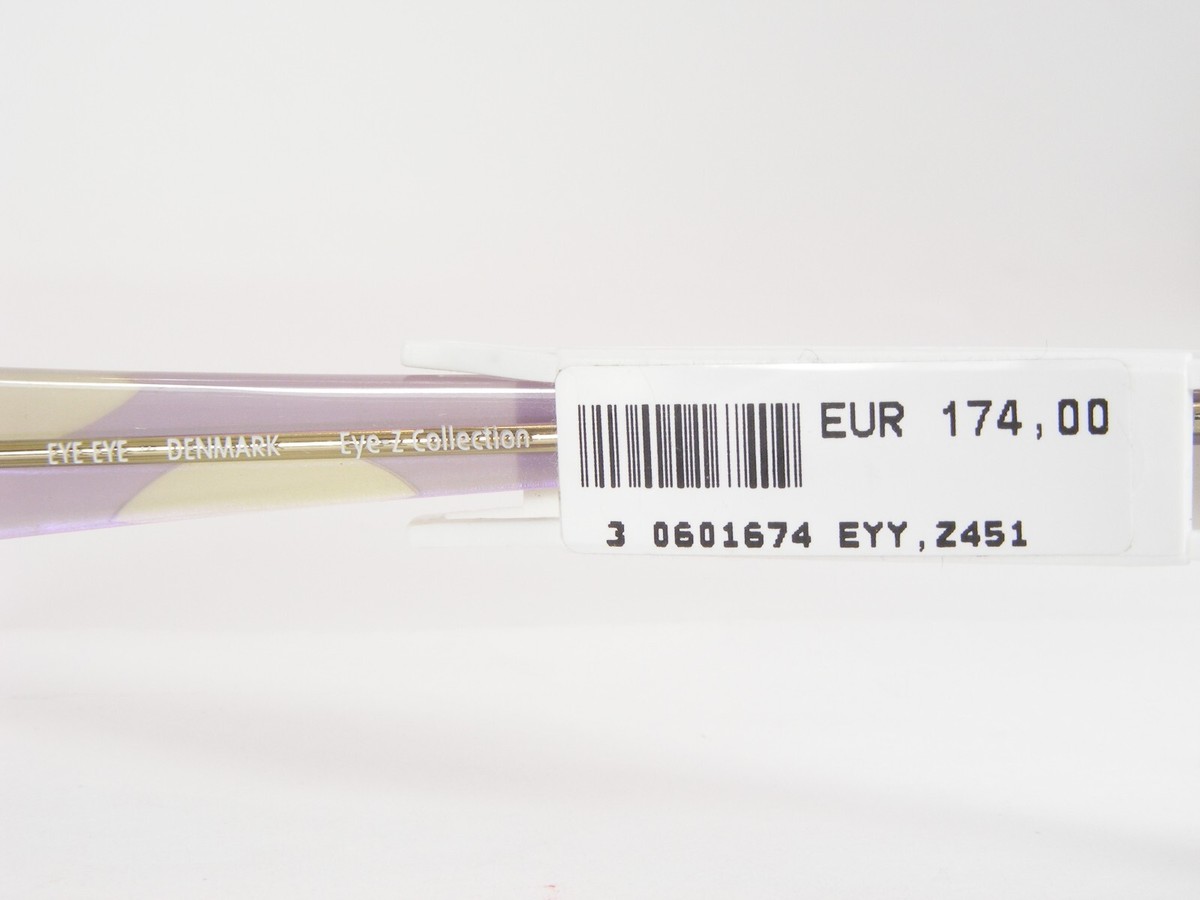 EYE EYE DENMARK Eye-Z Collection
EUR 174,00
3 0601674 EYY,Z451